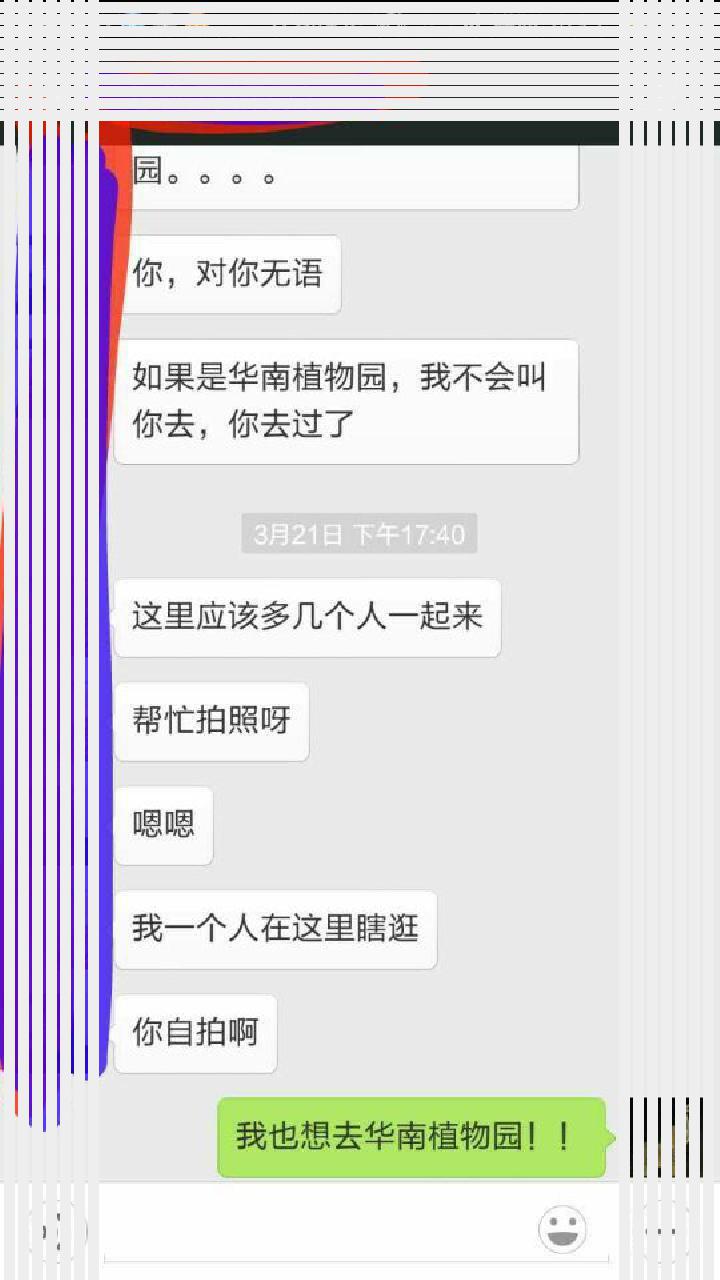 园。。。。
你，对你无语
如果是华南植物园，我不会叫
你去，你去过了
3月21日 下午17:40
这里应该多几个人一起来
帮忙拍照呀
嗯嗯
我一个人在这里瞎逛
你自拍啊
我也想去华南植物园！！